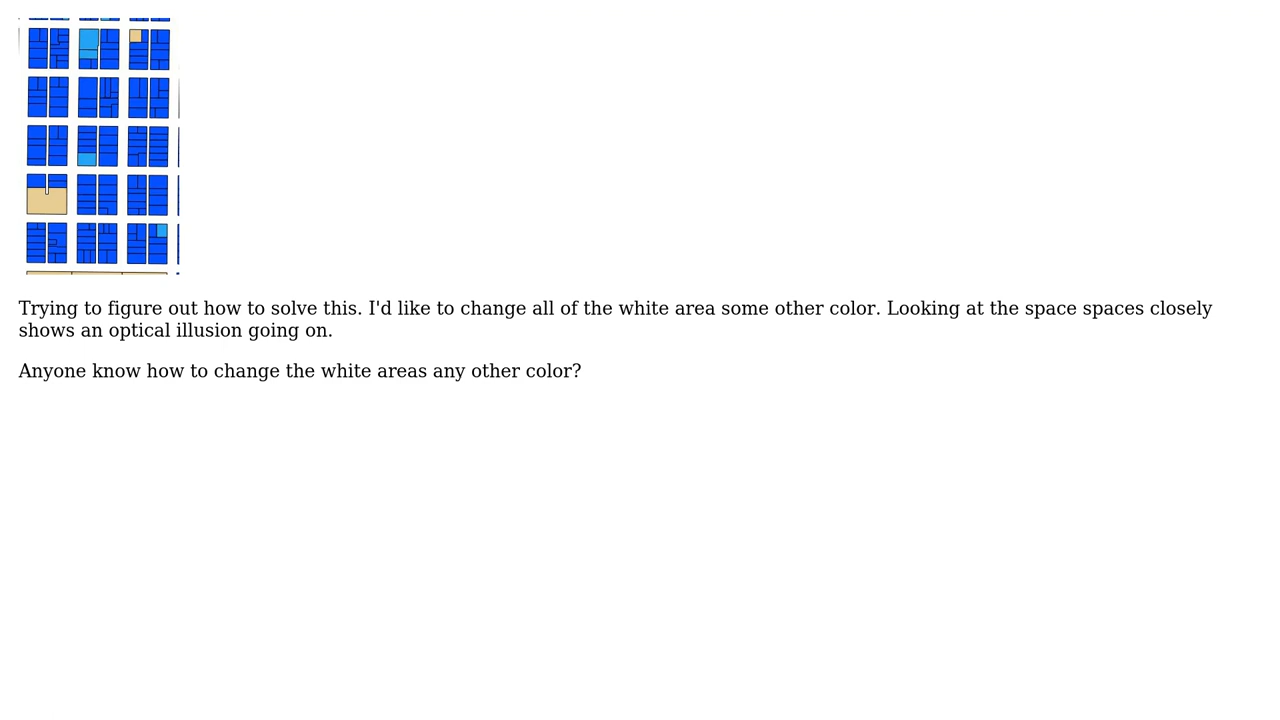 Trying to figure out how to solve this. I'd like to change all of the white area some other color. Looking at the space spaces closely
shows an optical illusion going on.
Anyone know how to change the white areas any other color?